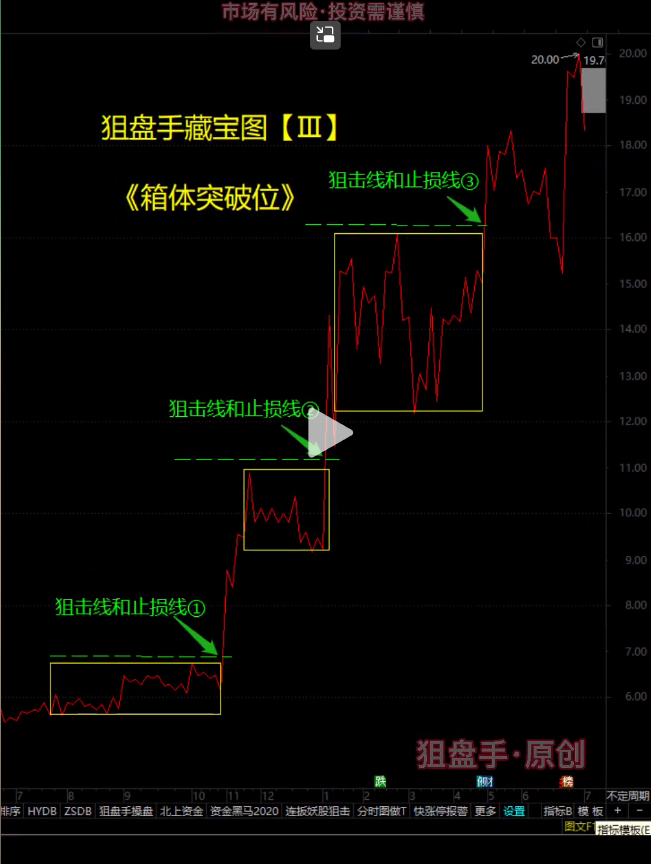 市场有风险·投资需谨慎
20.00
19.7
20.00
19.00
狙盘手藏宝图【Ⅲ】
18.00
狙击线和止损线③
《箱体突破位》
17.00
16.00
15.00
14.00
13.00
狙击线和止损线②
12.00
11.00
10.00
9.00
狙击线和止损线①
8.00
7.00
6.00
狙盘手·原创
跌
榜
7 8 9 10 11 12 1 2 3 4 5 6 7 不定周期
排序 HYDB ZSDB 狙盘手操盘 北上资金 资金黑马2020 连扳妖股狙击 分时图做T 快涨停报警 更多 设置 指标B 模板 + −
图文F1 指标模板(E